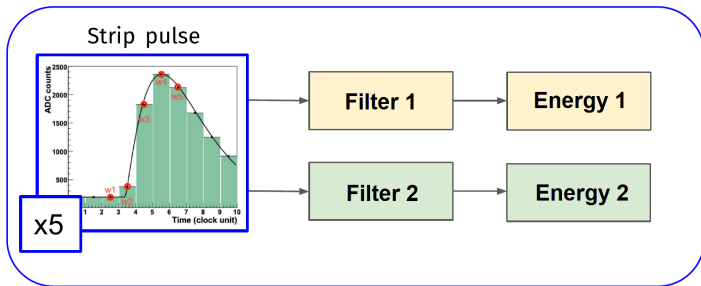 Strip pulse
ADC counts
2500
2000
1500
1000
500
w1
w2
w3
w4
w5
1 2 3 4 5 6 7 8 9 10
Time (clock unit)
x5
Filter 1
Energy 1
Filter 2
Energy 2